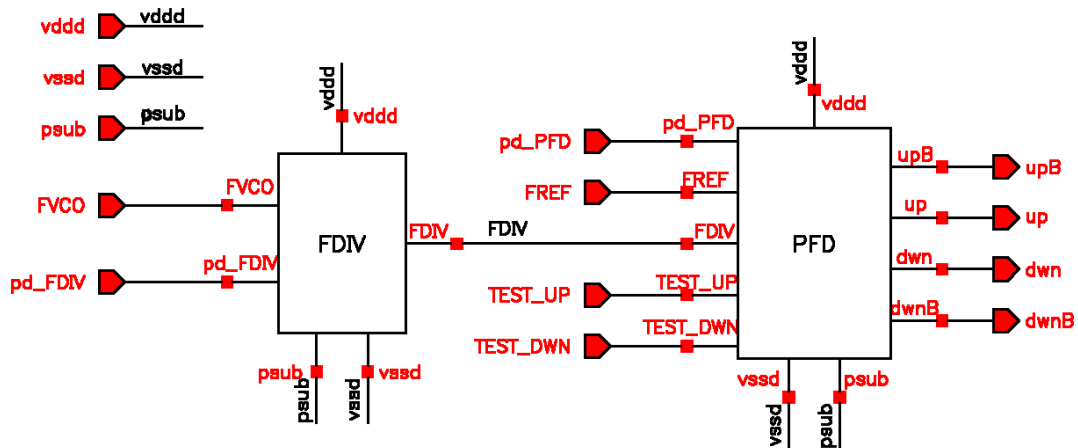 vddd vddd
vssd vssd
psub psub
vddd
vddd
vddd
vddd
pd_PFD pd_PFD
FREF FREF
FVCO FVCO
FDIV
FDIV FDIV FDIV
PFD
pd_FDIV pd_FDIV
TEST_UP TEST_UP
TEST_DWN TEST_DWN
upB upB
up up
dwn dwn
dwnB dwnB
psub vssd
psub vssd
vssd psub
vssd psub